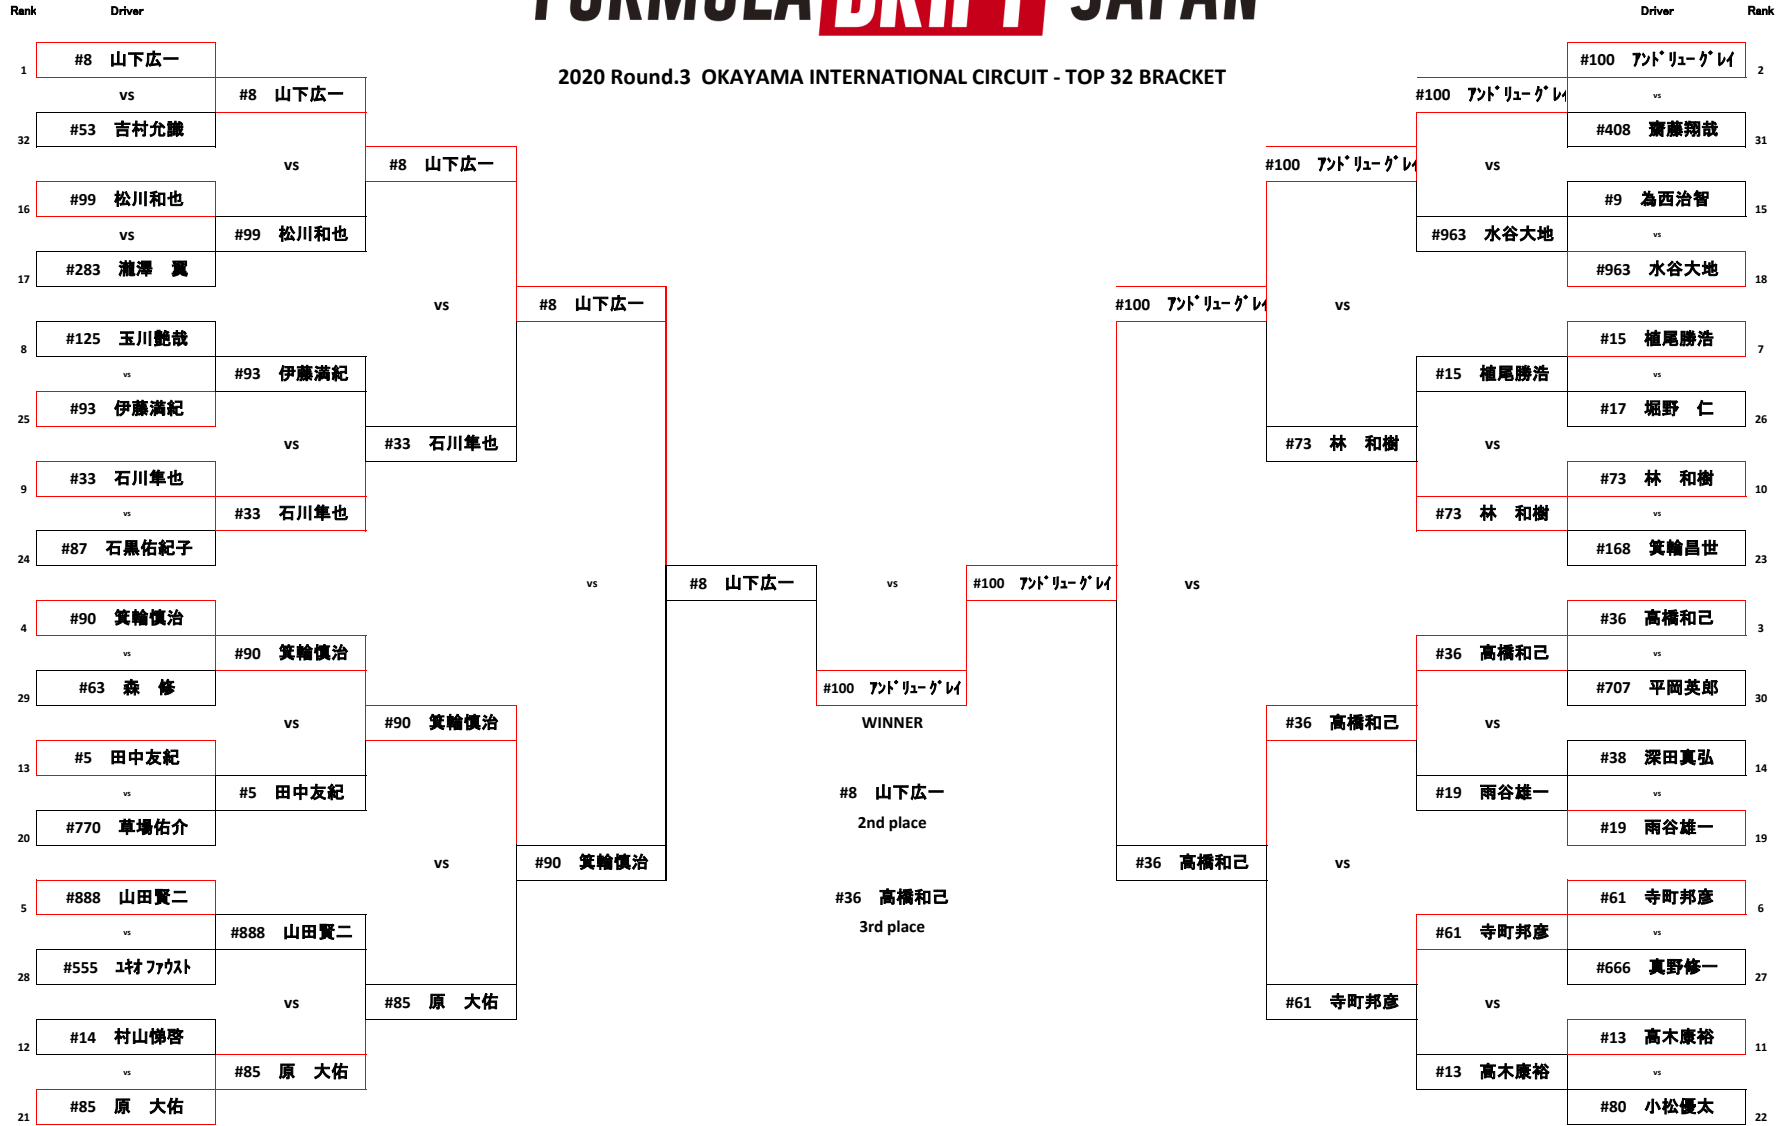 FORMULA DRIFT JAPAN
2020 Round.3 OKAYAMA INTERNATIONAL CIRCUIT - TOP 32 BRACKET
Rank Driver
1 #8 山下広一
vs
32 #53 吉村允識
16 #99 松川和也
vs
17 #283 瀧澤 翼
8 #125 玉川艶哉
vs
25 #93 伊藤満紀
9 #33 石川隼也
vs
24 #87 石黒佑紀子
4 #90 箕輪慎治
vs
29 #63 森 修
13 #5 田中友紀
vs
20 #770 草場佑介
5 #888 山田賢二
vs
28 #555 ﾕｷｵ ﾌｧｳｽﾄ
12 #14 村山悌啓
vs
21 #85 原 大佑
#8 山下広一
vs
#99 松川和也
#93 伊藤満紀
vs
#33 石川隼也
#90 箕輪慎治
vs
#5 田中友紀
#888 山田賢二
vs
#85 原 大佑
#8 山下広一
vs
#33 石川隼也
#90 箕輪慎治
vs
#85 原 大佑
#8 山下広一
vs
#90 箕輪慎治
#8 山下広一
vs
#100 ｱﾝﾄﾞﾘｭｰ ｸﾞﾚｲ
#100 ｱﾝﾄﾞﾘｭｰ ｸﾞﾚｲ
WINNER
#8 山下広一
2nd place
#36 高橋和己
3rd place
#100 ｱﾝﾄﾞﾘｭｰ ｸﾞﾚｲ
vs
#36 高橋和己
#100 ｱﾝﾄﾞﾘｭｰ ｸﾞﾚｲ
vs
#73 林 和樹
#36 高橋和己
vs
#61 寺町邦彦
#100 ｱﾝﾄﾞﾘｭｰ ｸﾞﾚｲ
vs
#963 水谷大地
#15 植尾勝浩
vs
#73 林 和樹
#36 高橋和己
vs
#19 雨谷雄一
#61 寺町邦彦
vs
#13 高木康裕
Driver Rank
#100 ｱﾝﾄﾞﾘｭｰ ｸﾞﾚｲ 2
vs
#408 齋藤翔哉 31
#9 為西治智 15
vs
#963 水谷大地 18
#15 植尾勝浩 7
vs
#17 堀野 仁 26
#73 林 和樹 10
vs
#168 箕輪昌世 23
#36 高橋和己 3
vs
#707 平岡英郎 30
#38 深田真弘 14
vs
#19 雨谷雄一 19
#61 寺町邦彦 6
vs
#666 真野修一 27
#13 高木康裕 11
vs
#80 小松優太 22